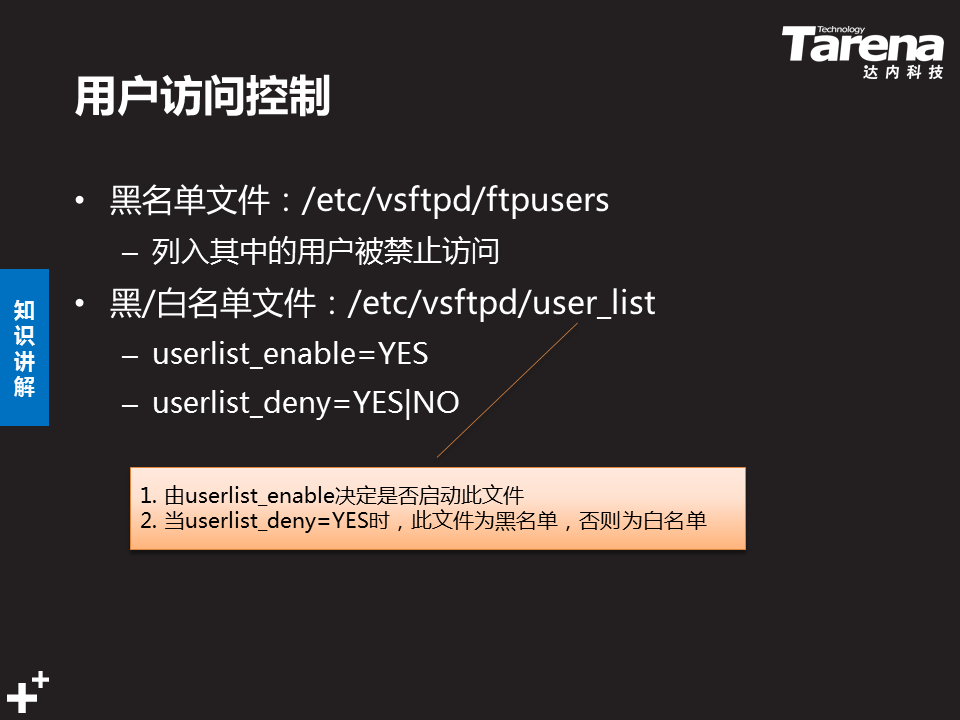 Technology
Tarena
达内科技
用户访问控制
• 黑名单文件：/etc/vsftpd/ftpusers
– 列入其中的用户被禁止访问
• 黑/白名单文件：/etc/vsftpd/user_list
– userlist_enable=YES
– userlist_deny=YES|NO
知识讲解
1. 由userlist_enable决定是否启动此文件
2. 当userlist_deny=YES时，此文件为黑名单，否则为白名单